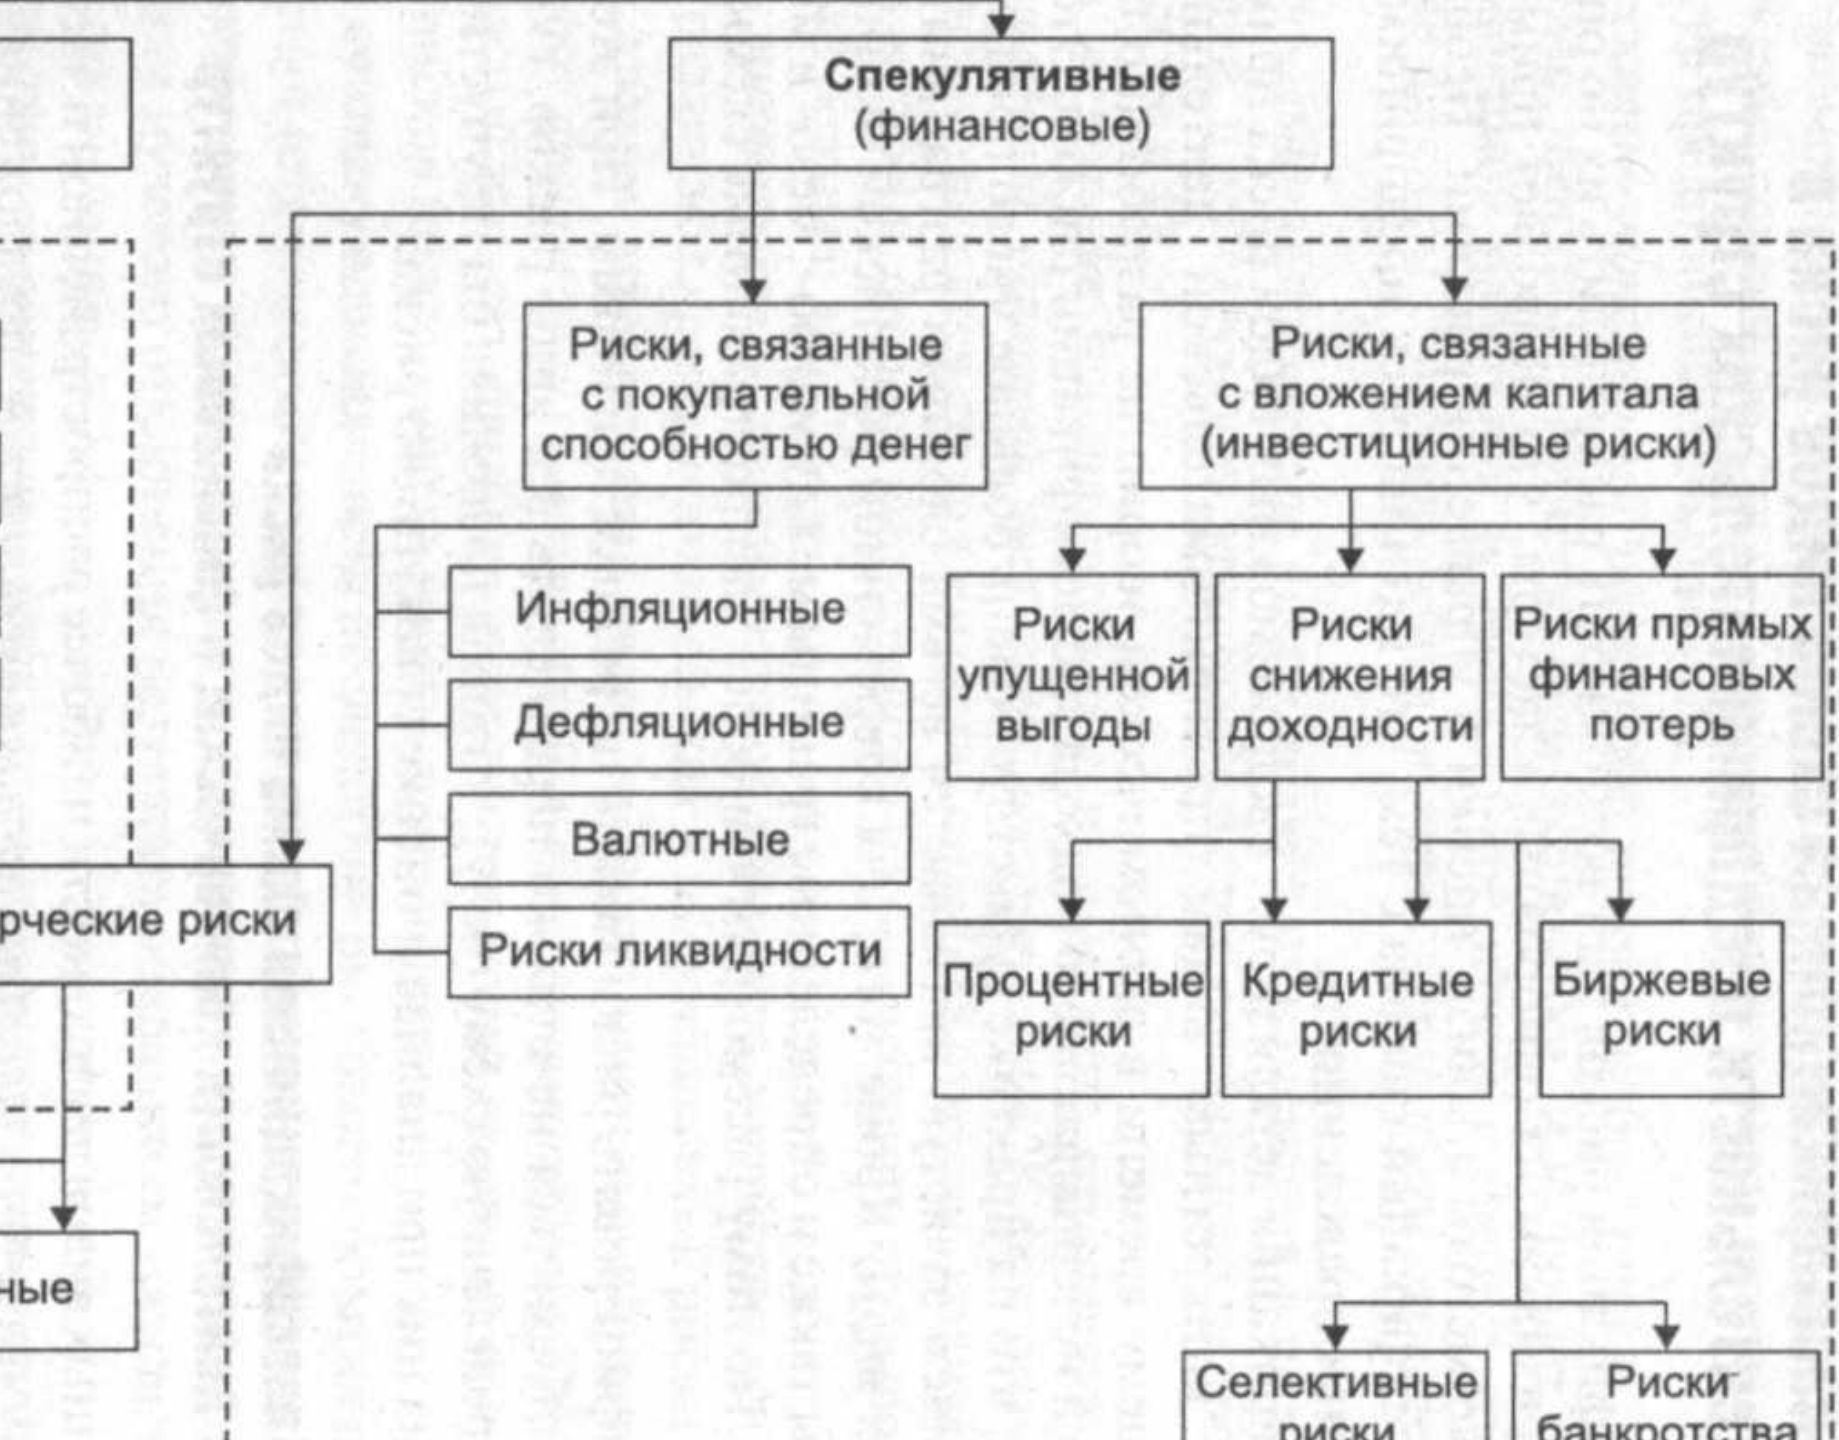 Спекулятивные
(финансовые)
Риски, связанные
с покупательной
способностью денег
Риски, связанные
с вложением капитала
(инвестиционные риски)
Инфляционные
Дефляционные
Валютные
Риски ликвидности
Риски
упущенной
выгоды
Риски
снижения
доходности
Риски прямых
финансовых
потерь
рческие риски
Процентные
риски
Кредитные
риски
Биржевые
риски
ные
Селективные
риски
Риски
банкротства